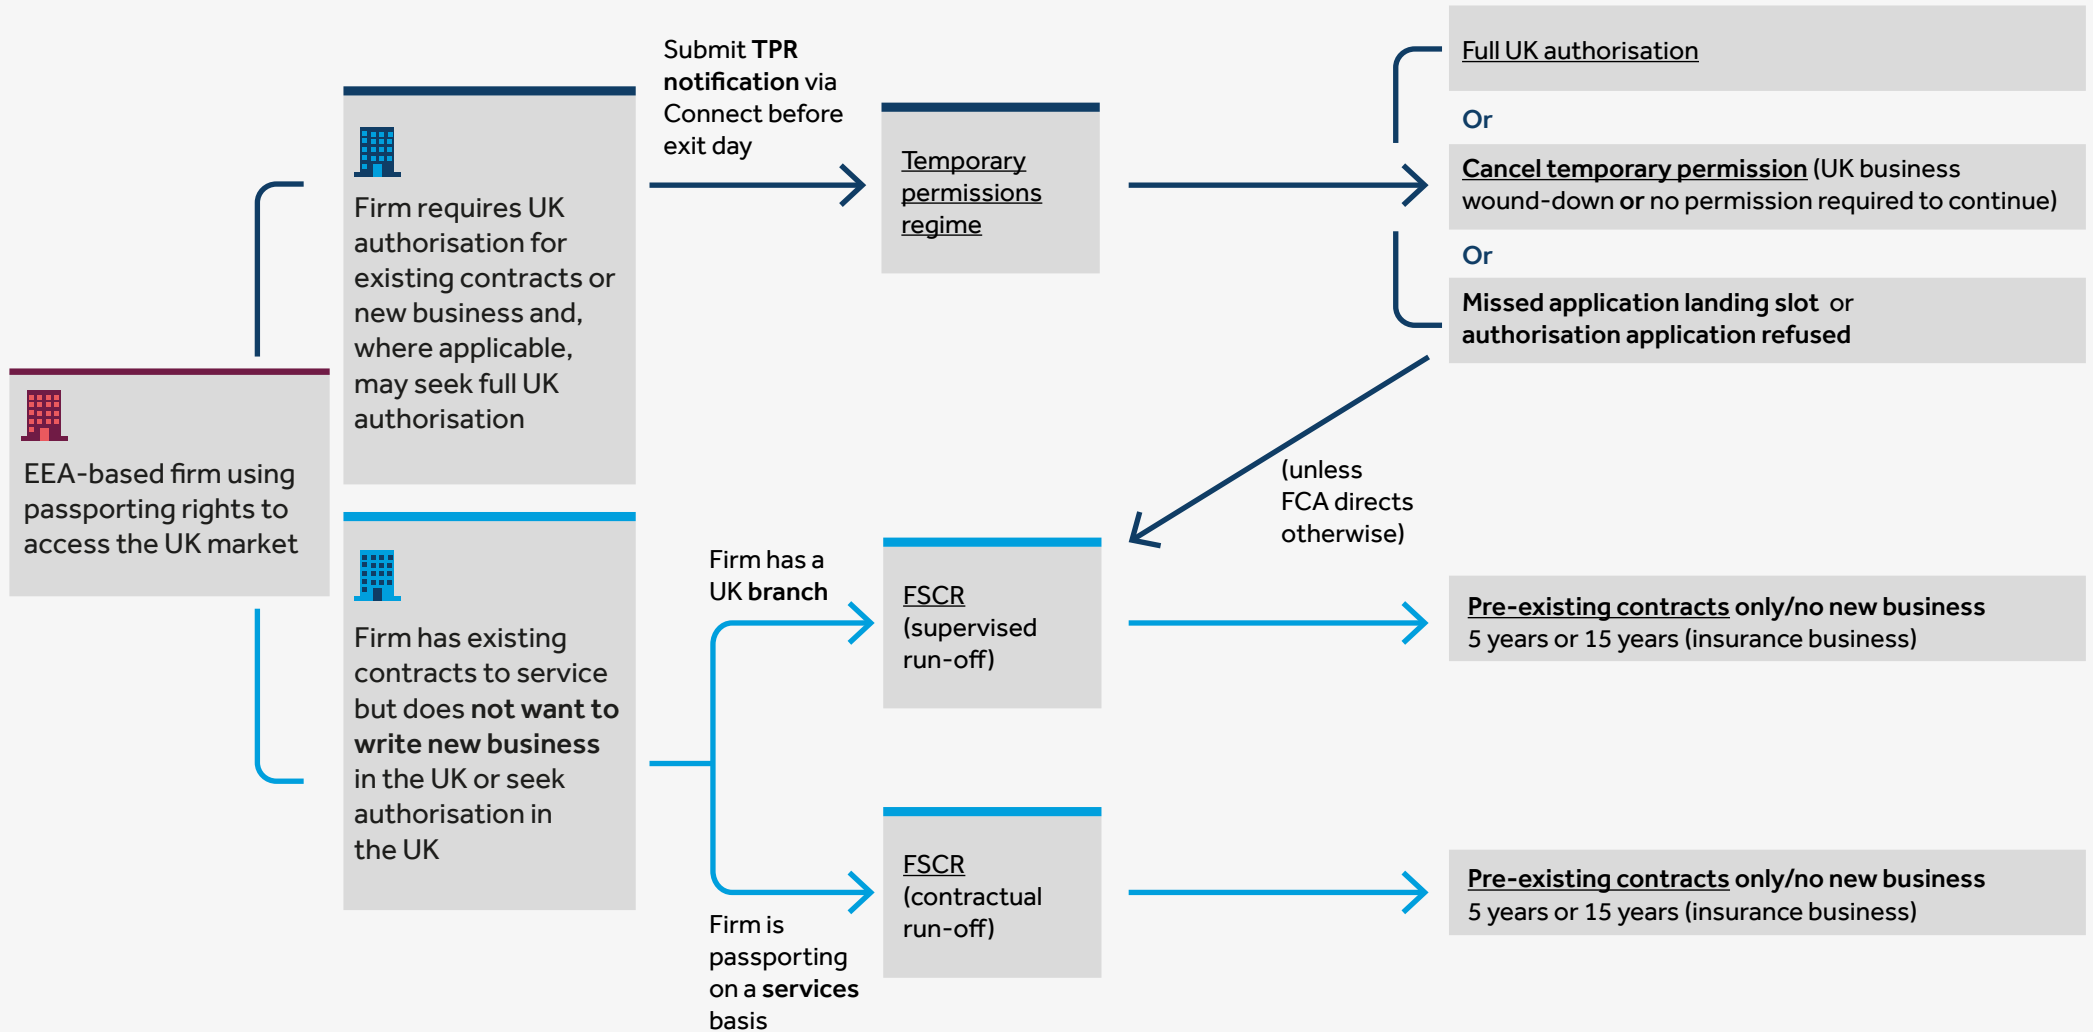 EEA-based firm using
passporting rights to
access the UK market
Firm requires UK
authorisation for
existing contracts or
new business and,
where applicable,
may seek full UK
authorisation
Submit TPR
notification via
Connect before
exit day
Temporary
permissions
regime
Full UK authorisation
Or
Cancel temporary permission (UK business
wound-down or no permission required to continue)
Or
Missed application landing slot or
authorisation application refused
(unless
FCA directs
otherwise)
Firm has existing
contracts to service
but does not want to
write new business
in the UK or seek
authorisation in
the UK
Firm has a
UK branch
FSCR
(supervised
run-off)
Pre-existing contracts only/no new business
5 years or 15 years (insurance business)
Firm is
passporting
on a services
basis
FSCR
(contractual
run-off)
Pre-existing contracts only/no new business
5 years or 15 years (insurance business)